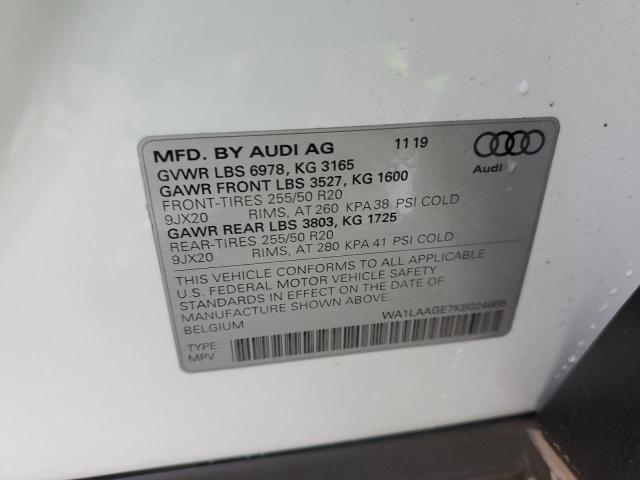 MFD. BY AUDI AG 11 19
GVWR LBS 6978, KG 3165
GAWR FRONT LBS 3527, KG 1600
FRONT-TIRES 255/50 R20
9JX20 RIMS, AT 260 KPA 38 PSI COLD
GAWR REAR LBS 3803, KG 1725
REAR-TIRES 255/50 R20
9JX20 RIMS, AT 280 KPA 41 PSI COLD
Audi
THIS VEHICLE CONFORMS TO ALL APPLICABLE
U.S. FEDERAL MOTOR VEHICLE SAFETY
STANDARDS IN EFFECT ON THE DATE OF
MANUFACTURE SHOWN ABOVE.
BELGIUM
TYPE:
MPV